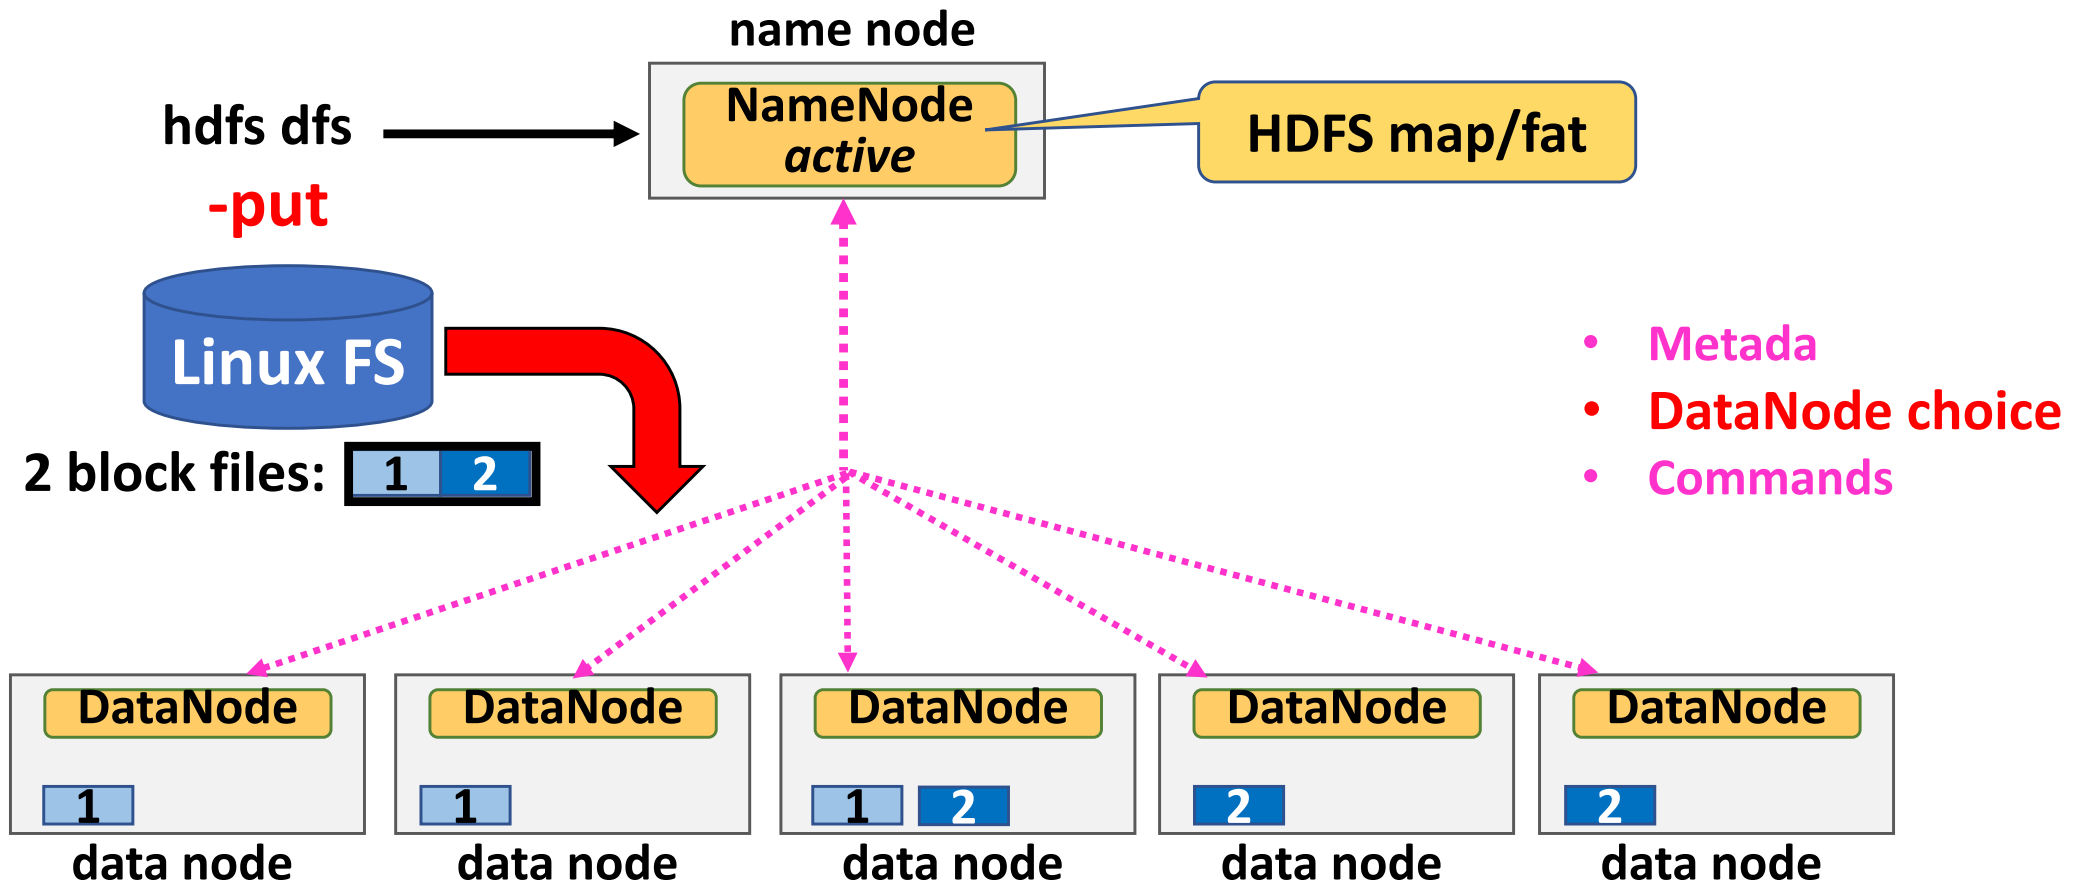 name node
NameNode
active
HDFS map/fat
hdfs dfs
-put
Linux FS
2 block files: 1 2
• Metada
• DataNode choice
• Commands
DataNode DataNode DataNode DataNode DataNode
1 1 1 2 2 2
data node data node data node data node data node